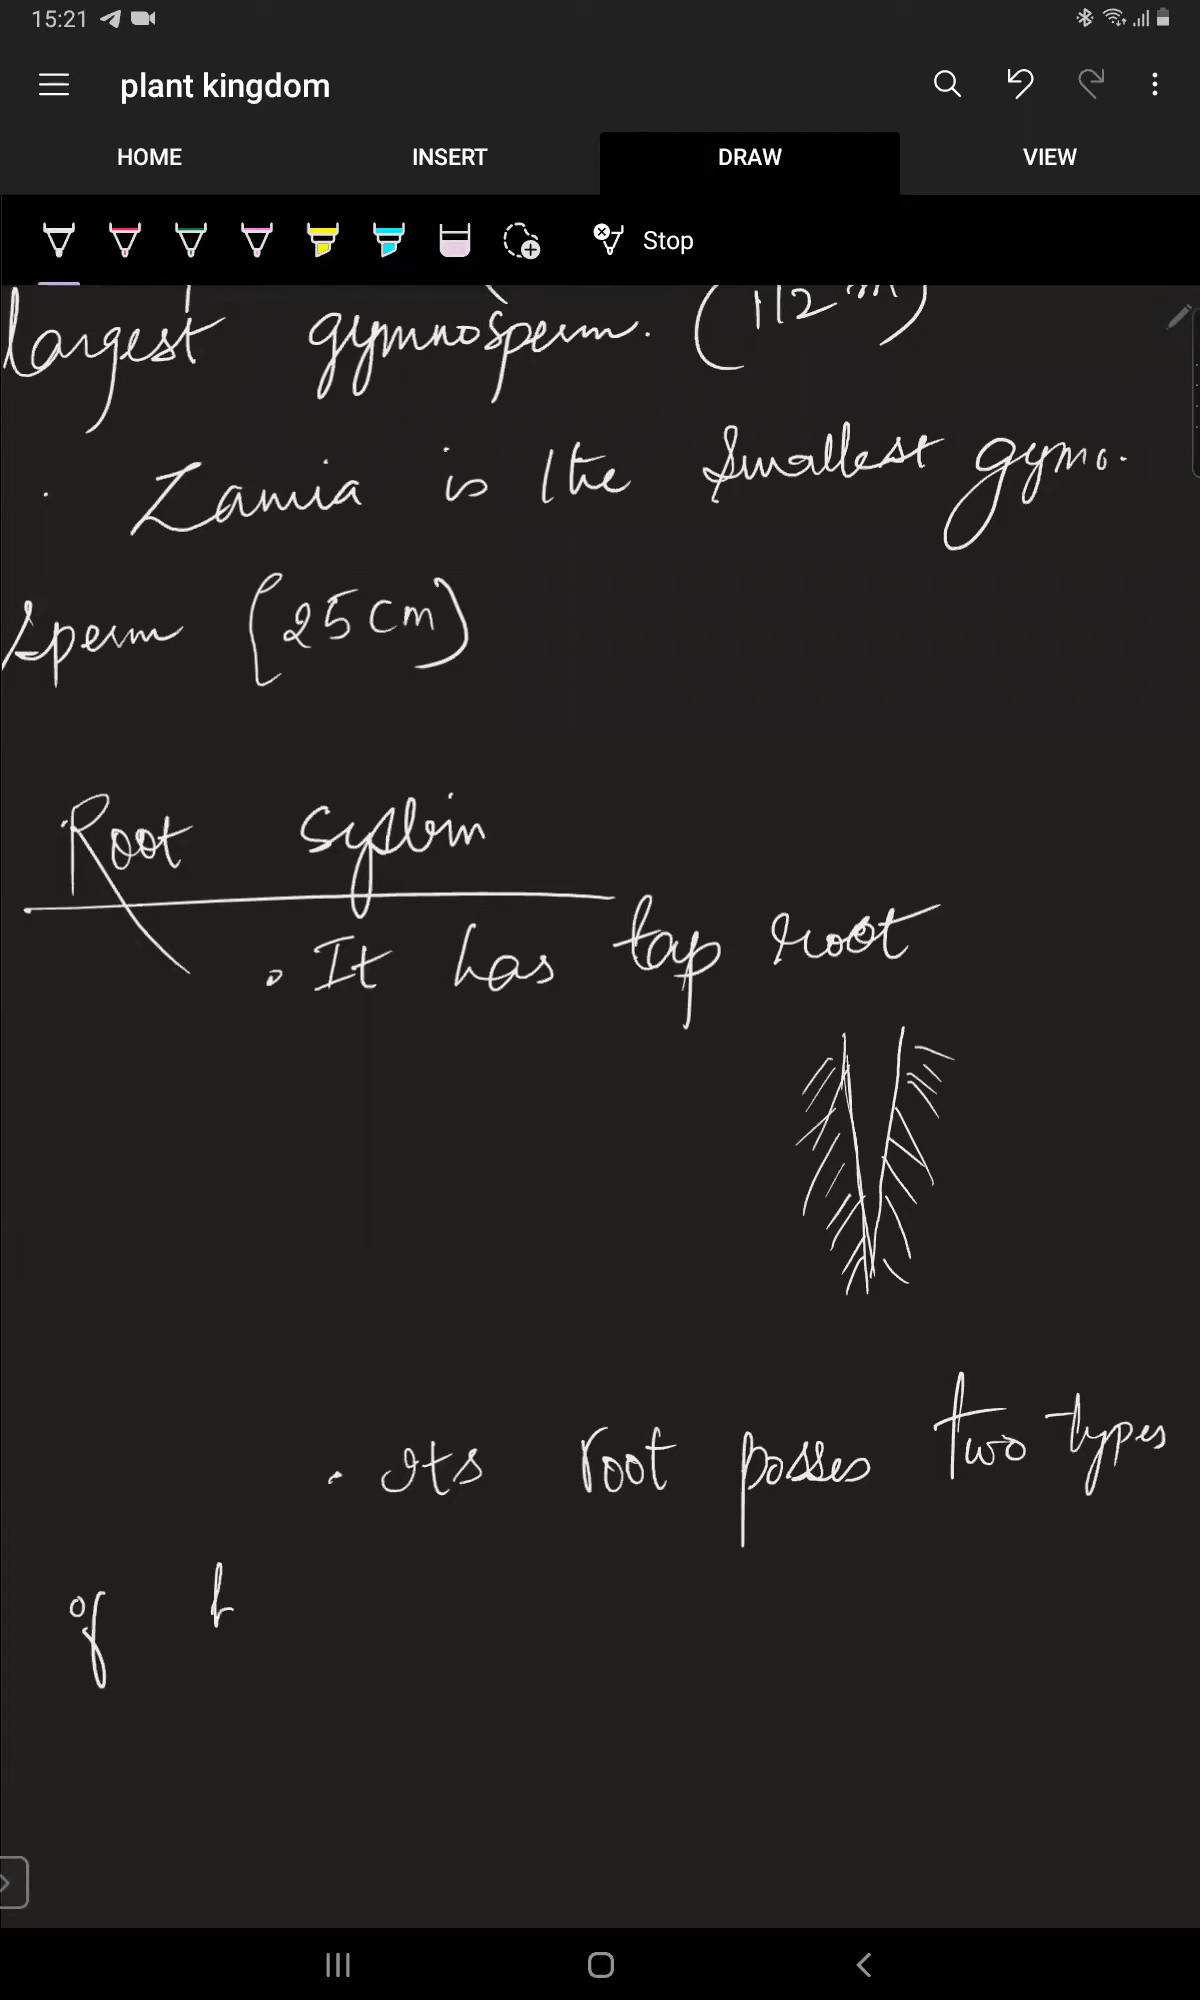 15:21
plant kingdom
HOME INSERT DRAW VIEW
Stop
largest gymnosperm. (112 m)
. Zamia is the smallest gymno.
sperm [25 cm]
Root system
. It has tap root
. Its root posses two types
of